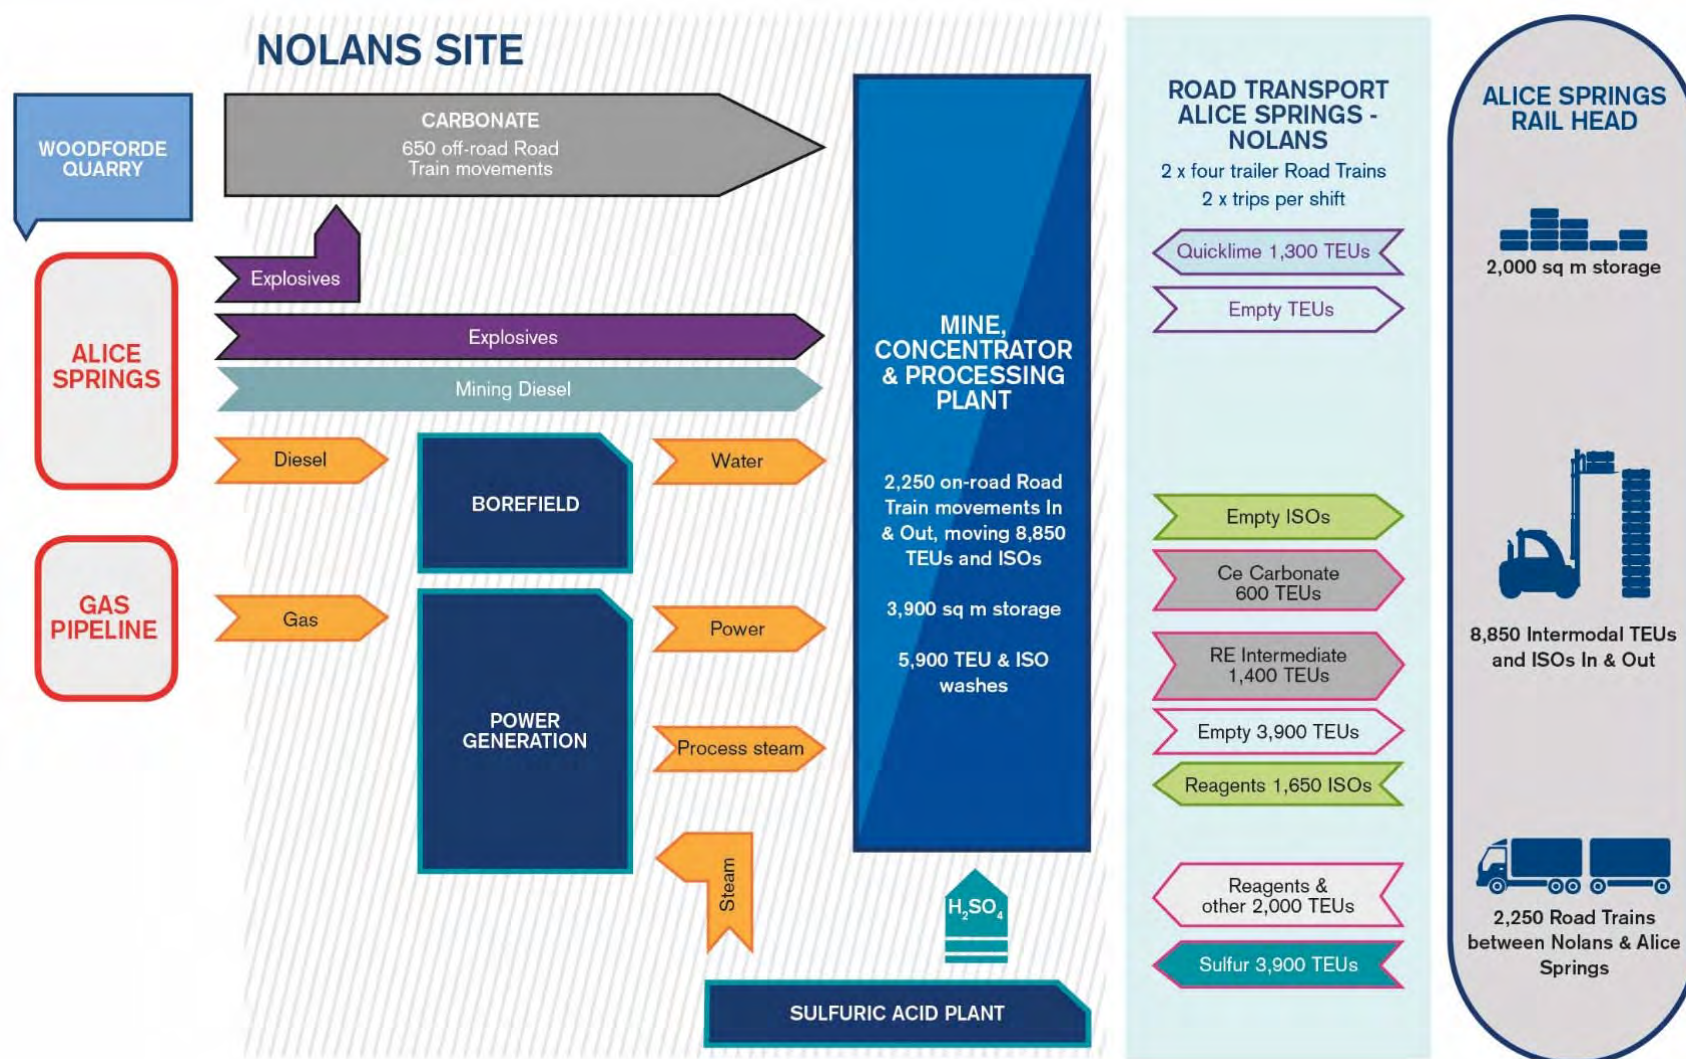 NOLANS SITE
WOODFORDE
QUARRY
CARBONATE
650 off-road Road
Train movements
ALICE
SPRINGS
Explosives
Explosives
Mining Diesel
Diesel
BOREFIELD
Water
GAS
PIPELINE
Gas
POWER
GENERATION
Power
Process steam
Steam
MINE,
CONCENTRATOR
& PROCESSING
PLANT
2,250 on-road Road
Train movements In
& Out, moving 8,850
TEUs and ISOs
3,900 sq m storage
5,900 TEU & ISO
washes
H₂SO₄
SULFURIC ACID PLANT
ROAD TRANSPORT
ALICE SPRINGS -
NOLANS
2 x four trailer Road Trains
2 x trips per shift
Quicklime 1,300 TEUs
Empty TEUs
Empty ISOs
Ce Carbonate
600 TEUs
RE Intermediate
1,400 TEUs
Empty 3,900 TEUs
Reagents 1,650 ISOs
Reagents &
other 2,000 TEUs
Sulfur 3,900 TEUs
ALICE SPRINGS
RAIL HEAD
2,000 sq m storage
8,850 Intermodal TEUs
and ISOs In & Out
2,250 Road Trains
between Nolans & Alice
Springs